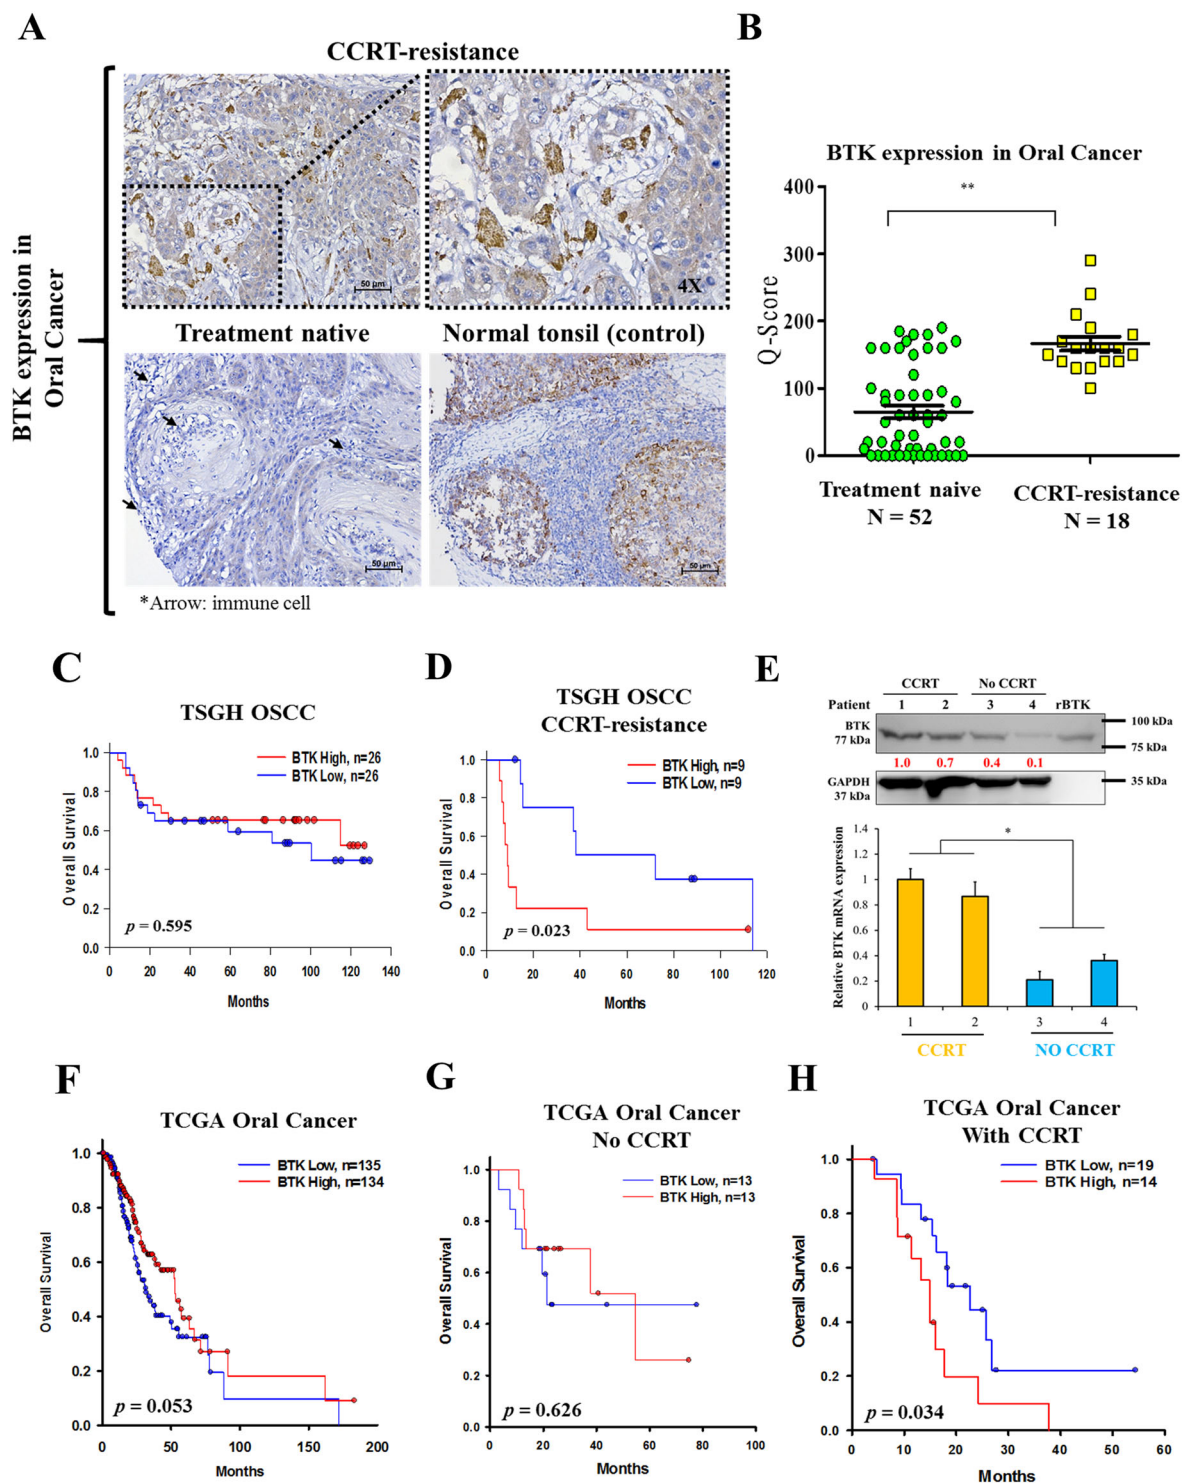 A
CCRT-resistance
BTK expression in
Oral Cancer
50 µm
4X
Treatment native
Normal tonsil (control)
50 µm
50 µm
*Arrow: immune cell
B
BTK expression in Oral Cancer
**
Q-Score
400
300
200
100
0
Treatment naive
N = 52
CCRT-resistance
N = 18
C
TSGH OSCC
BTK High, n=26
BTK Low, n=26
Overall Survival
1.0
0.8
0.6
0.4
0.2
0.0
p = 0.595
0 20 40 60 80 100 120 140
Months
D
TSGH OSCC
CCRT-resistance
BTK High, n=9
BTK Low, n=9
Overall Survival
1.0
0.8
0.6
0.4
0.2
0.0
p = 0.023
0 20 40 60 80 100 120
Months
E
CCRT No CCRT
Patient 1 2 3 4 rBTK
BTK
77 kDa
100 kDa
75 kDa
1.0 0.7 0.4 0.1
GAPDH
37 kDa
35 kDa
Relative BTK mRNA expression
1.4
1.2
1
0.8
0.6
0.4
0.2
0
*
1 2 3 4
CCRT NO CCRT
F
TCGA Oral Cancer
BTK Low, n=135
BTK High, n=134
Overall Survival
1.0
0.8
0.6
0.4
0.2
0.0
p = 0.053
0 50 100 150 200
Months
G
TCGA Oral Cancer
No CCRT
BTK Low, n=13
BTK High, n=13
Overall Survival
1.0
0.8
0.6
0.4
0.2
0.0
p = 0.626
0 20 40 60 80 100
Months
H
TCGA Oral Cancer
With CCRT
BTK Low, n=19
BTK High, n=14
Overall Survival
1.0
0.8
0.6
0.4
0.2
0.0
p = 0.034
0 10 20 30 40 50 60
Months